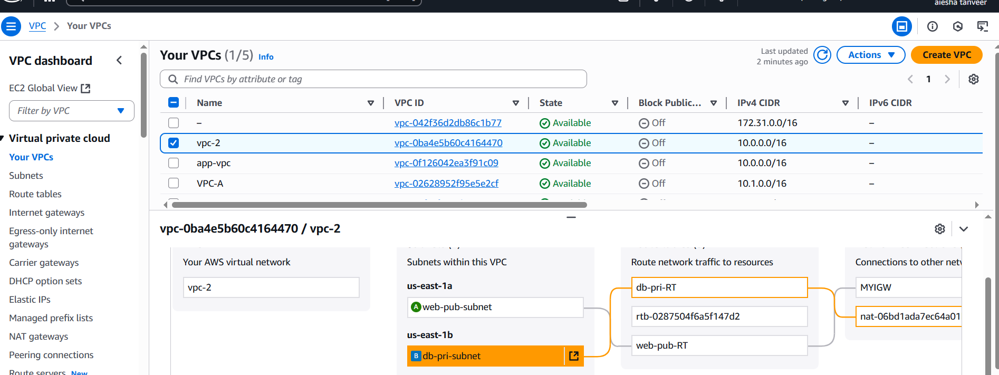 aiesha tanveer
VPC > Your VPCs
VPC dashboard
EC2 Global View
Filter by VPC
Virtual private cloud
Your VPCs
Subnets
Route tables
Internet gateways
Egress-only internet
gateways
Carrier gateways
DHCP option sets
Elastic IPs
Managed prefix lists
NAT gateways
Peering connections
Route servers New
Your VPCs (1/5) Info
Last updated
2 minutes ago
Actions
Create VPC
Find VPCs by attribute or tag
1
Name VPC ID State Block Public... IPv4 CIDR IPv6 CIDR
– vpc-042f36d2db86c1b77 Available Off 172.31.0.0/16 –
vpc-2 vpc-0ba4e5b60c4164470 Available Off 10.0.0.0/16 –
app-vpc vpc-0f126042ea3f91c09 Available Off 10.0.0.0/16 –
VPC-A vpc-02628952f95e5e2cf Available Off 10.1.0.0/16 –
vpc-0ba4e5b60c4164470 / vpc-2
Your AWS virtual network
vpc-2
Subnets within this VPC
us-east-1a
A web-pub-subnet
us-east-1b
B db-pri-subnet
Route network traffic to resources
db-pri-RT
rtb-0287504f6a5f147d2
web-pub-RT
Connections to other
MYIGW
nat-06bd1ada7ec64a01